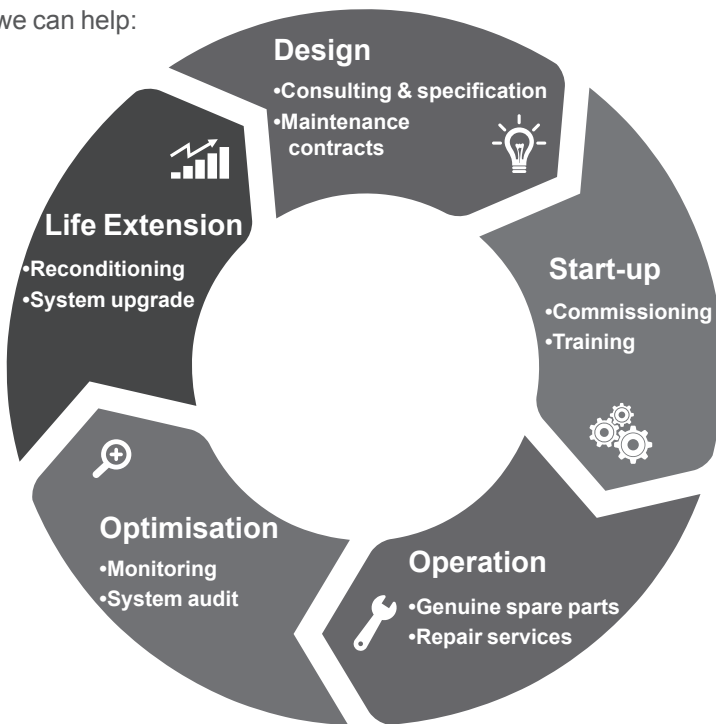 we can help:
Design
•Consulting & specification
•Maintenance
contracts
Start-up
•Commissioning
•Training
Operation
•Genuine spare parts
•Repair services
Optimisation
•Monitoring
•System audit
Life Extension
•Reconditioning
•System upgrade